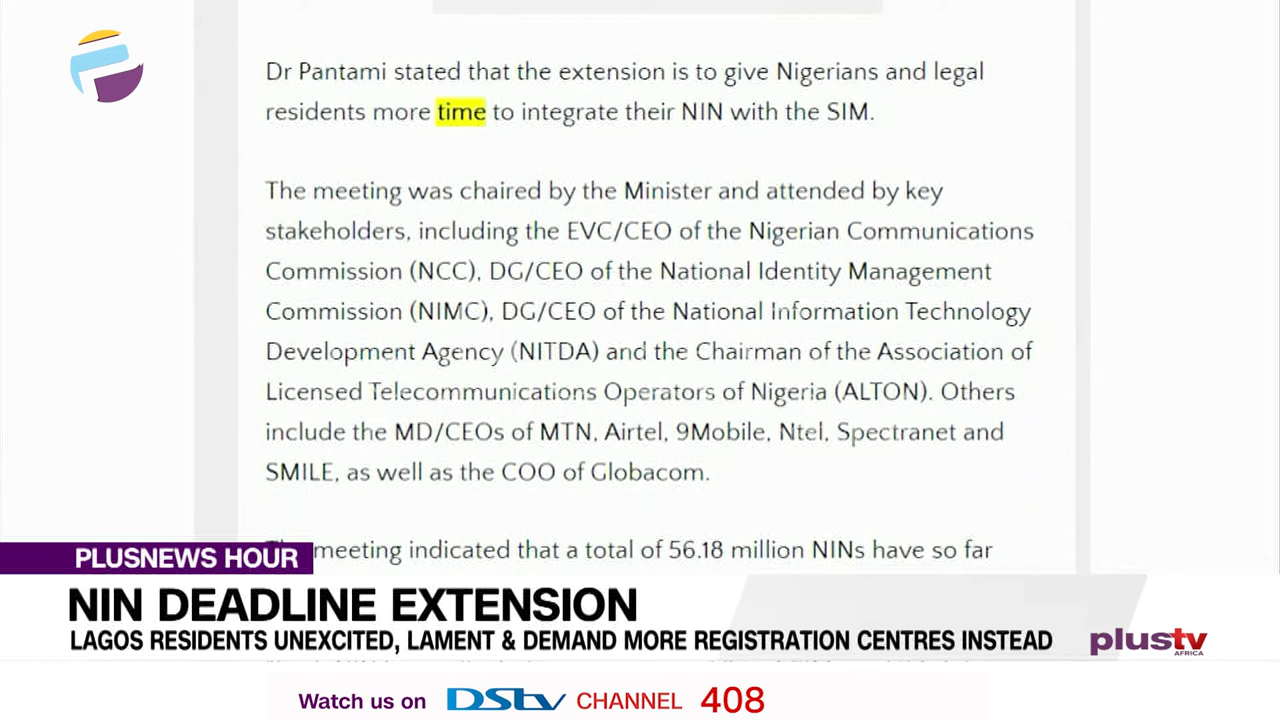 Dr Pantami stated that the extension is to give Nigerians and legal
residents more time to integrate their NIN with the SIM.
The meeting was chaired by the Minister and attended by key
stakeholders, including the EVC/CEO of the Nigerian Communications
Commission (NCC), DG/CEO of the National Identity Management
Commission (NIMC), DG/CEO of the National Information Technology
Development Agency (NITDA) and the Chairman of the Association of
Licensed Telecommunications Operators of Nigeria (ALTON). Others
include the MD/CEOs of MTN, Airtel, 9Mobile, Ntel, Spectranet and
SMILE, as well as the COO of Globacom.
meeting indicated that a total of 56.18 million NINs have so far
PLUSNEWS HOUR
NIN DEADLINE EXTENSION
LAGOS RESIDENTS UNEXCITED, LAMENT & DEMAND MORE REGISTRATION CENTRES INSTEAD
plustv
AFRICA
Watch us on DStv CHANNEL 408